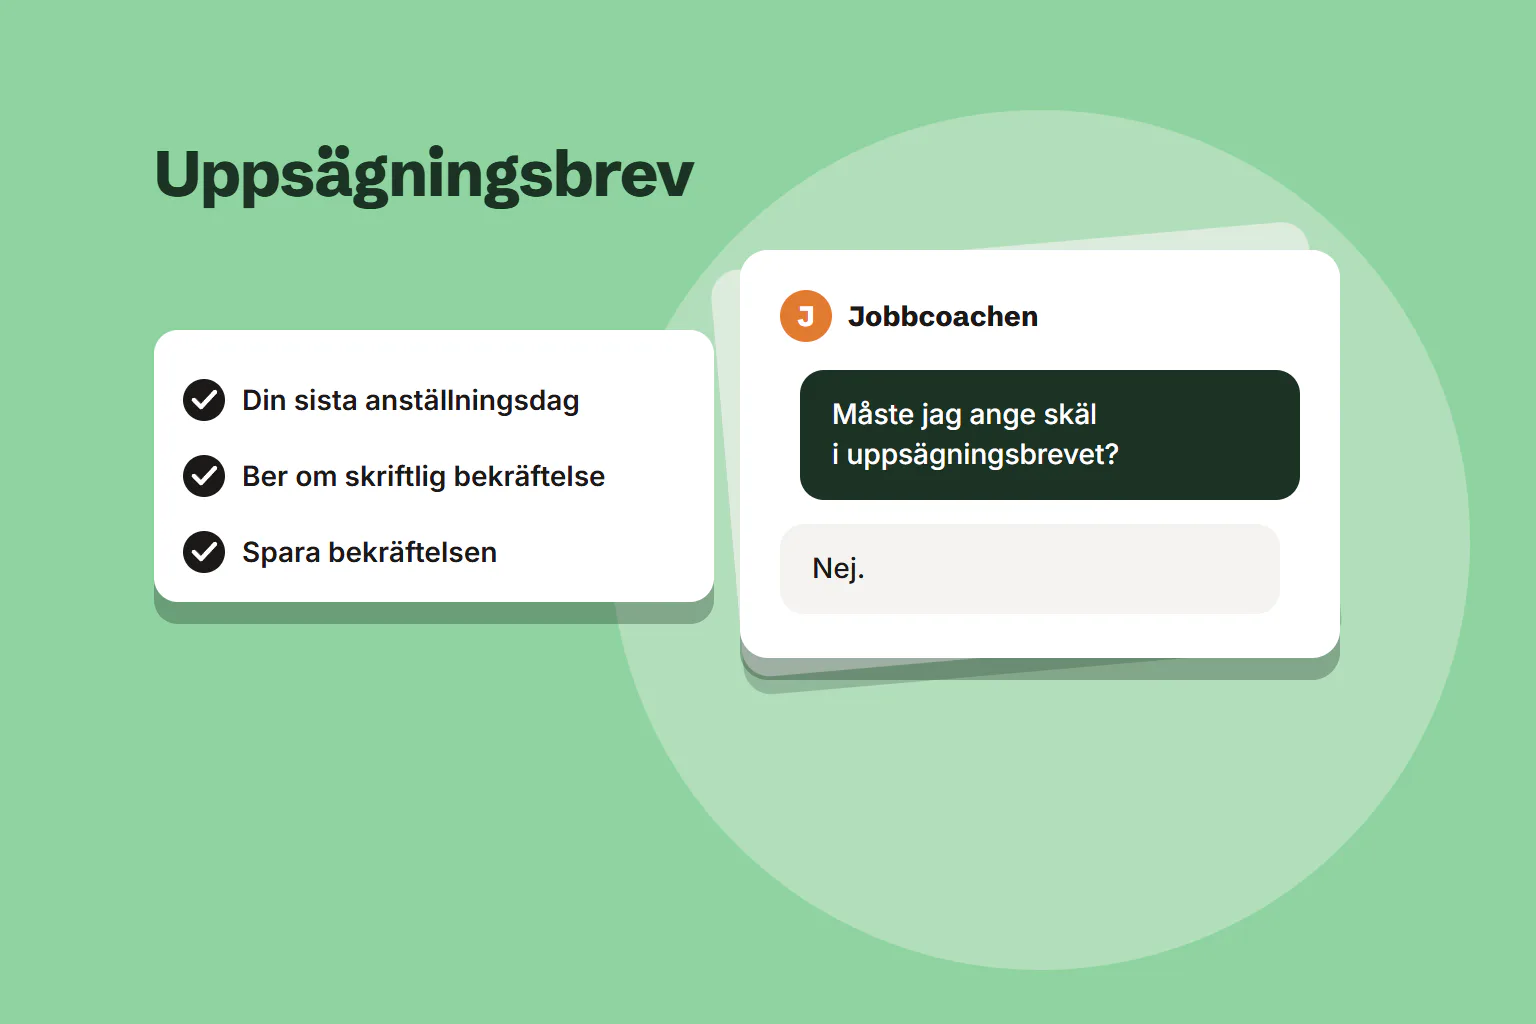 Uppsägningsbrev
Din sista anställningsdag
Ber om skriftlig bekräftelse
Spara bekräftelsen
J Jobbcoachen
Måste jag ange skäl
i uppsägningsbrevet?
Nej.